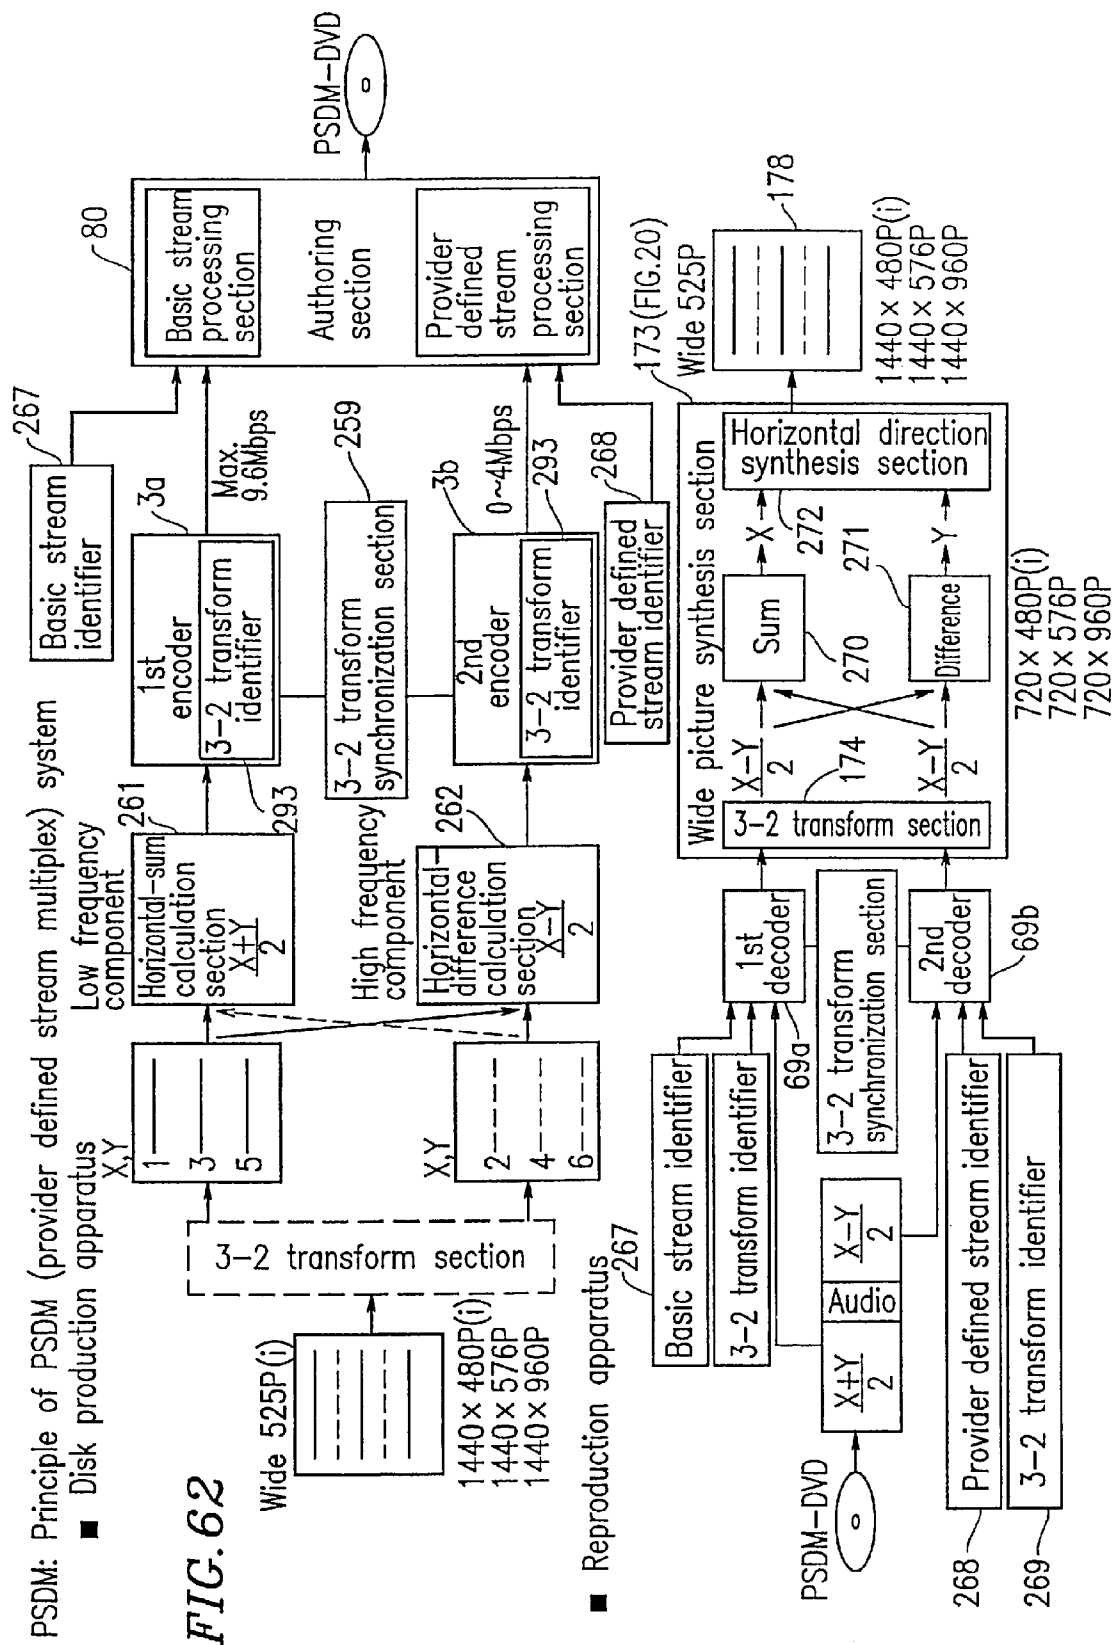 PSDM: Principle of PSDM (provider defined stream multiplex) system
■ Disk production apparatus
FIG.62
Wide 525P(i)
1440×480P(i)
1440×576P
1440×960P
3-2 transform section
X,Y
1
3
5
X,Y
2
4
6
Low frequency
component
261
Horizontal-sum
calculation
section
X+Y
2
High frequency
component
262
Horizontal-
difference
calculation
section
X-Y
2
293
3a
1st
encoder
3-2 transform
identifier
259
3-2 transform
synchronization section
3b
2nd
encoder
3-2 transform
identifier
293
Basic stream
identifier
267
Max.
9.6Mbps
0~4Mbps
268
Provider defined
stream identifier
80
Basic stream
processing
section
Authoring
section
Provider
defined
stream
processing
section
PSDM-DVD
■ Reproduction apparatus
PSDM-DVD
X+Y
2
Audio
X-Y
2
267
Basic stream identifier
3-2 transform identifier
Provider defined stream identifier
268
3-2 transform identifier
269
1st
decoder
69a
3-2 transform
synchronization section
2nd
decoder
69b
173(FIG.20)
Wide picture synthesis section
3-2 transform section
174
X-Y
2
X-Y
2
Sum
270
Difference
271
X
Y
272
Horizontal direction
synthesis section
720×480P(i)
720×576P
720×960P
Wide 525P
178
1440×480P(i)
1440×576P
1440×960P